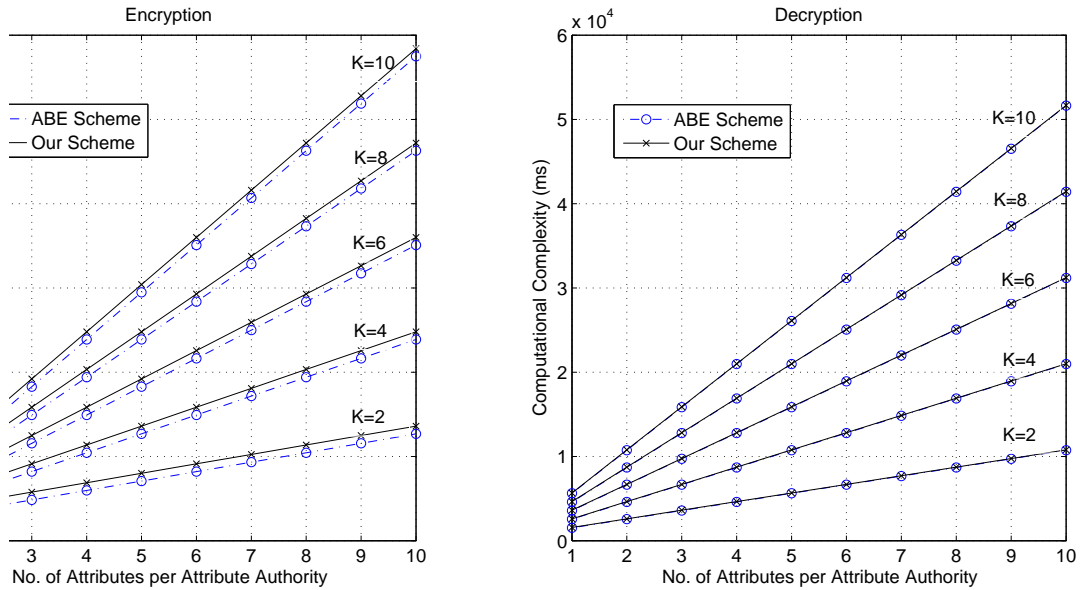 Encryption
K=10
ABE Scheme
Our Scheme
K=8
K=6
K=4
K=2
3 4 5 6 7 8 9 10
No. of Attributes per Attribute Authority
Decryption
x 10^4
6
5
4
3
2
1
0
Computational Complexity (ms)
ABE Scheme
Our Scheme
K=10
K=8
K=6
K=4
K=2
1 2 3 4 5 6 7 8 9 10
No. of Attributes per Attribute Authority